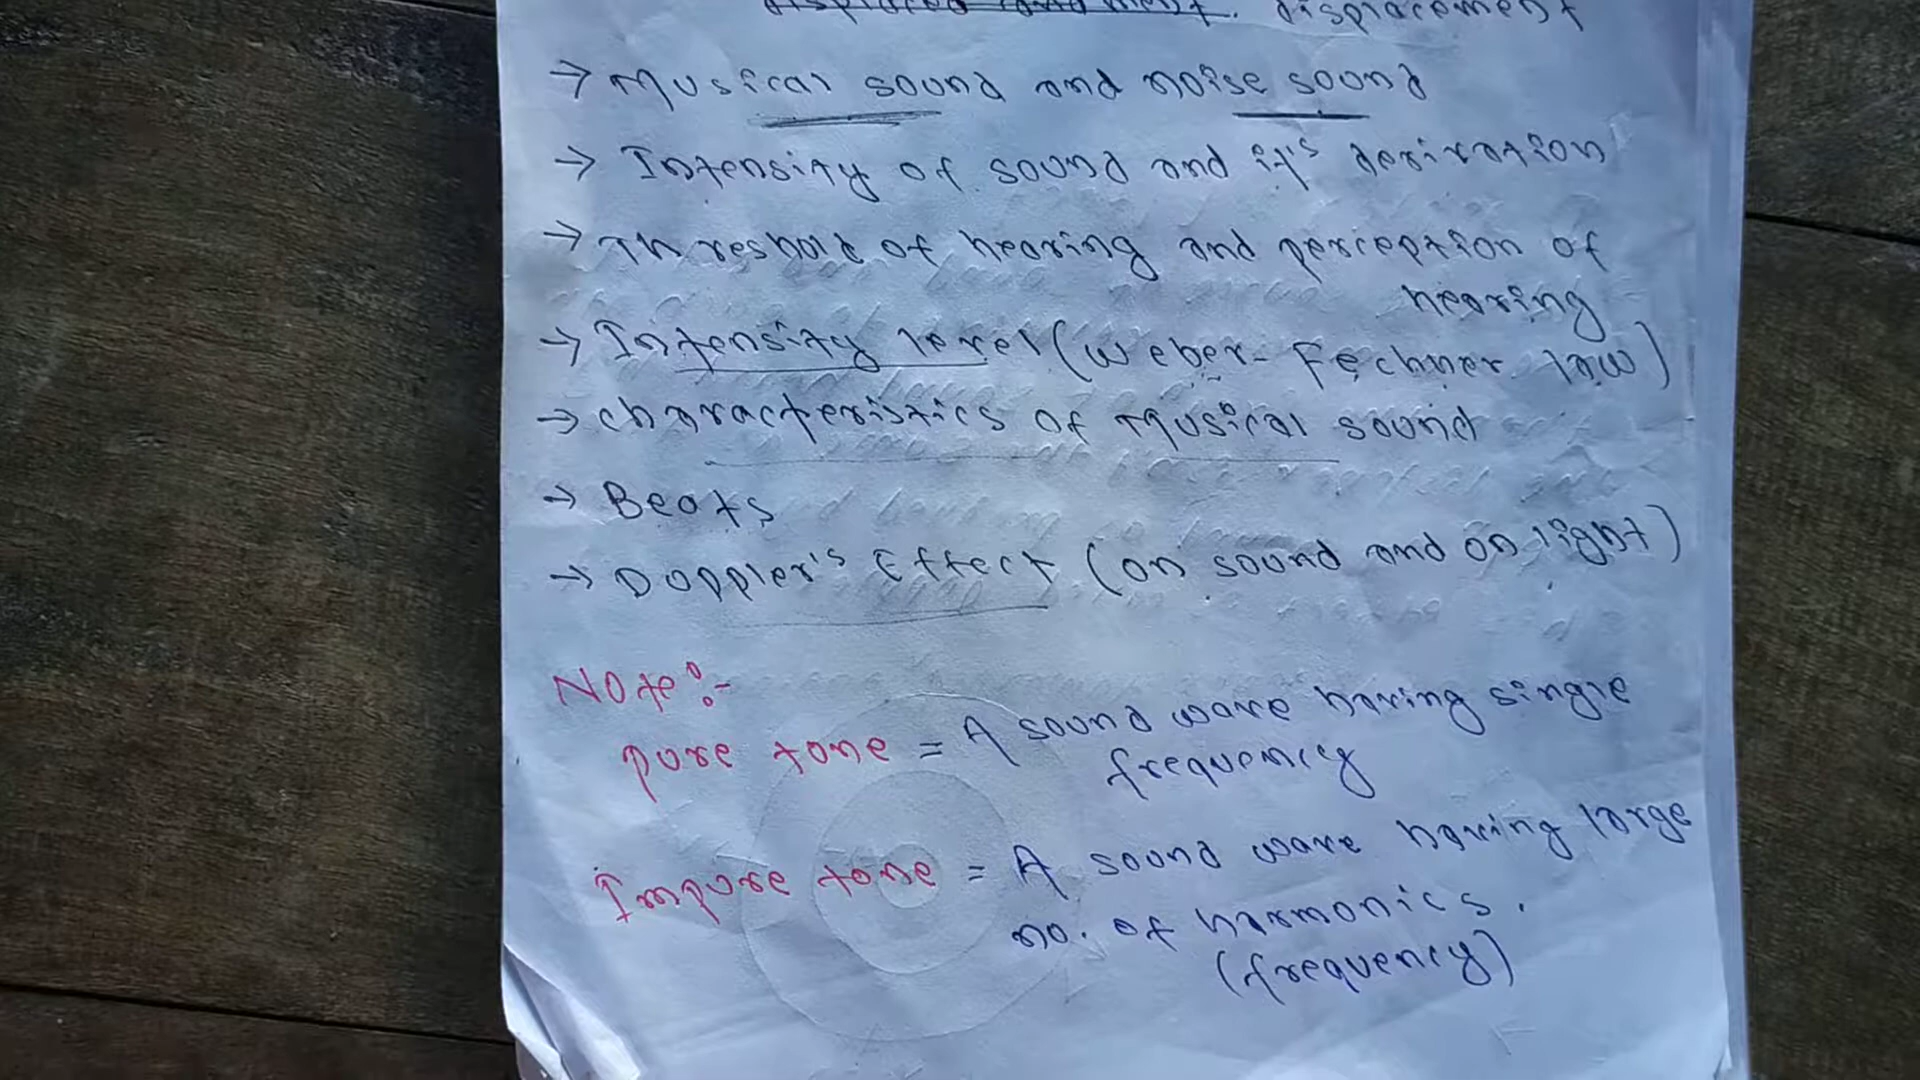 displacement
→ Musical sound and noise sound
→ Intensity of sound and it's derivation
→ Threshold of hearing and perception of
hearing
→ Intensity level (Weber-Fechner law)
→ characteristics of Musical sound
→ Beats
→ Doppler's Effect (on sound and on light)
Note:-
pure tone = A sound wave having single
frequency
Impure tone = A sound wave having large
no. of harmonics.
(frequency)